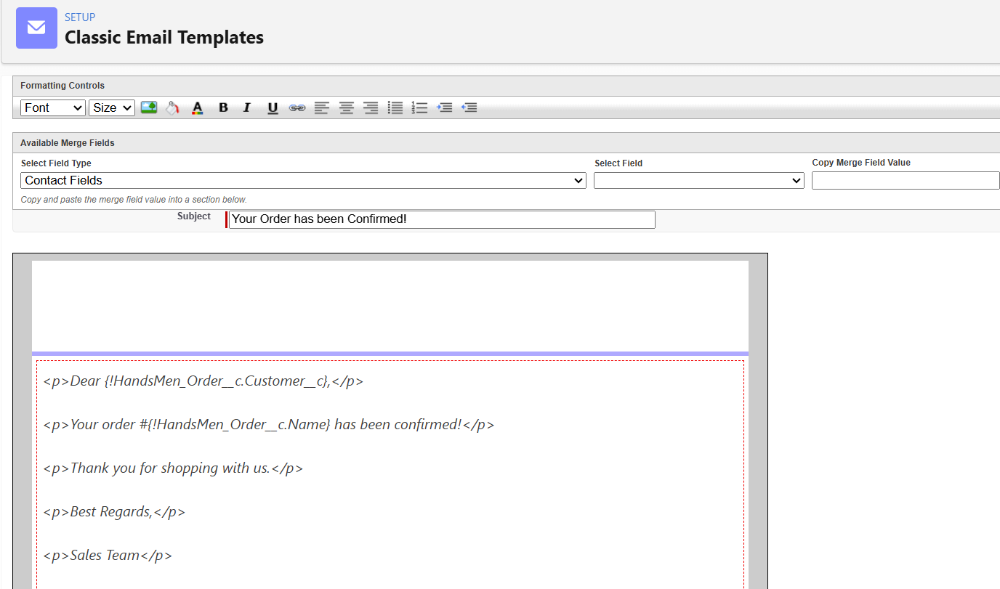 SETUP
Classic Email Templates
Formatting Controls
Font Size A B I U
Available Merge Fields
Select Field Type Select Field Copy Merge Field Value
Contact Fields
Copy and paste the merge field value into a section below.
Subject Your Order has been Confirmed!
<p>Dear {!HandsMen_Order__c.Customer__c},</p>
<p>Your order #{!HandsMen_Order__c.Name} has been confirmed!</p>
<p>Thank you for shopping with us.</p>
<p>Best Regards,</p>
<p>Sales Team</p>